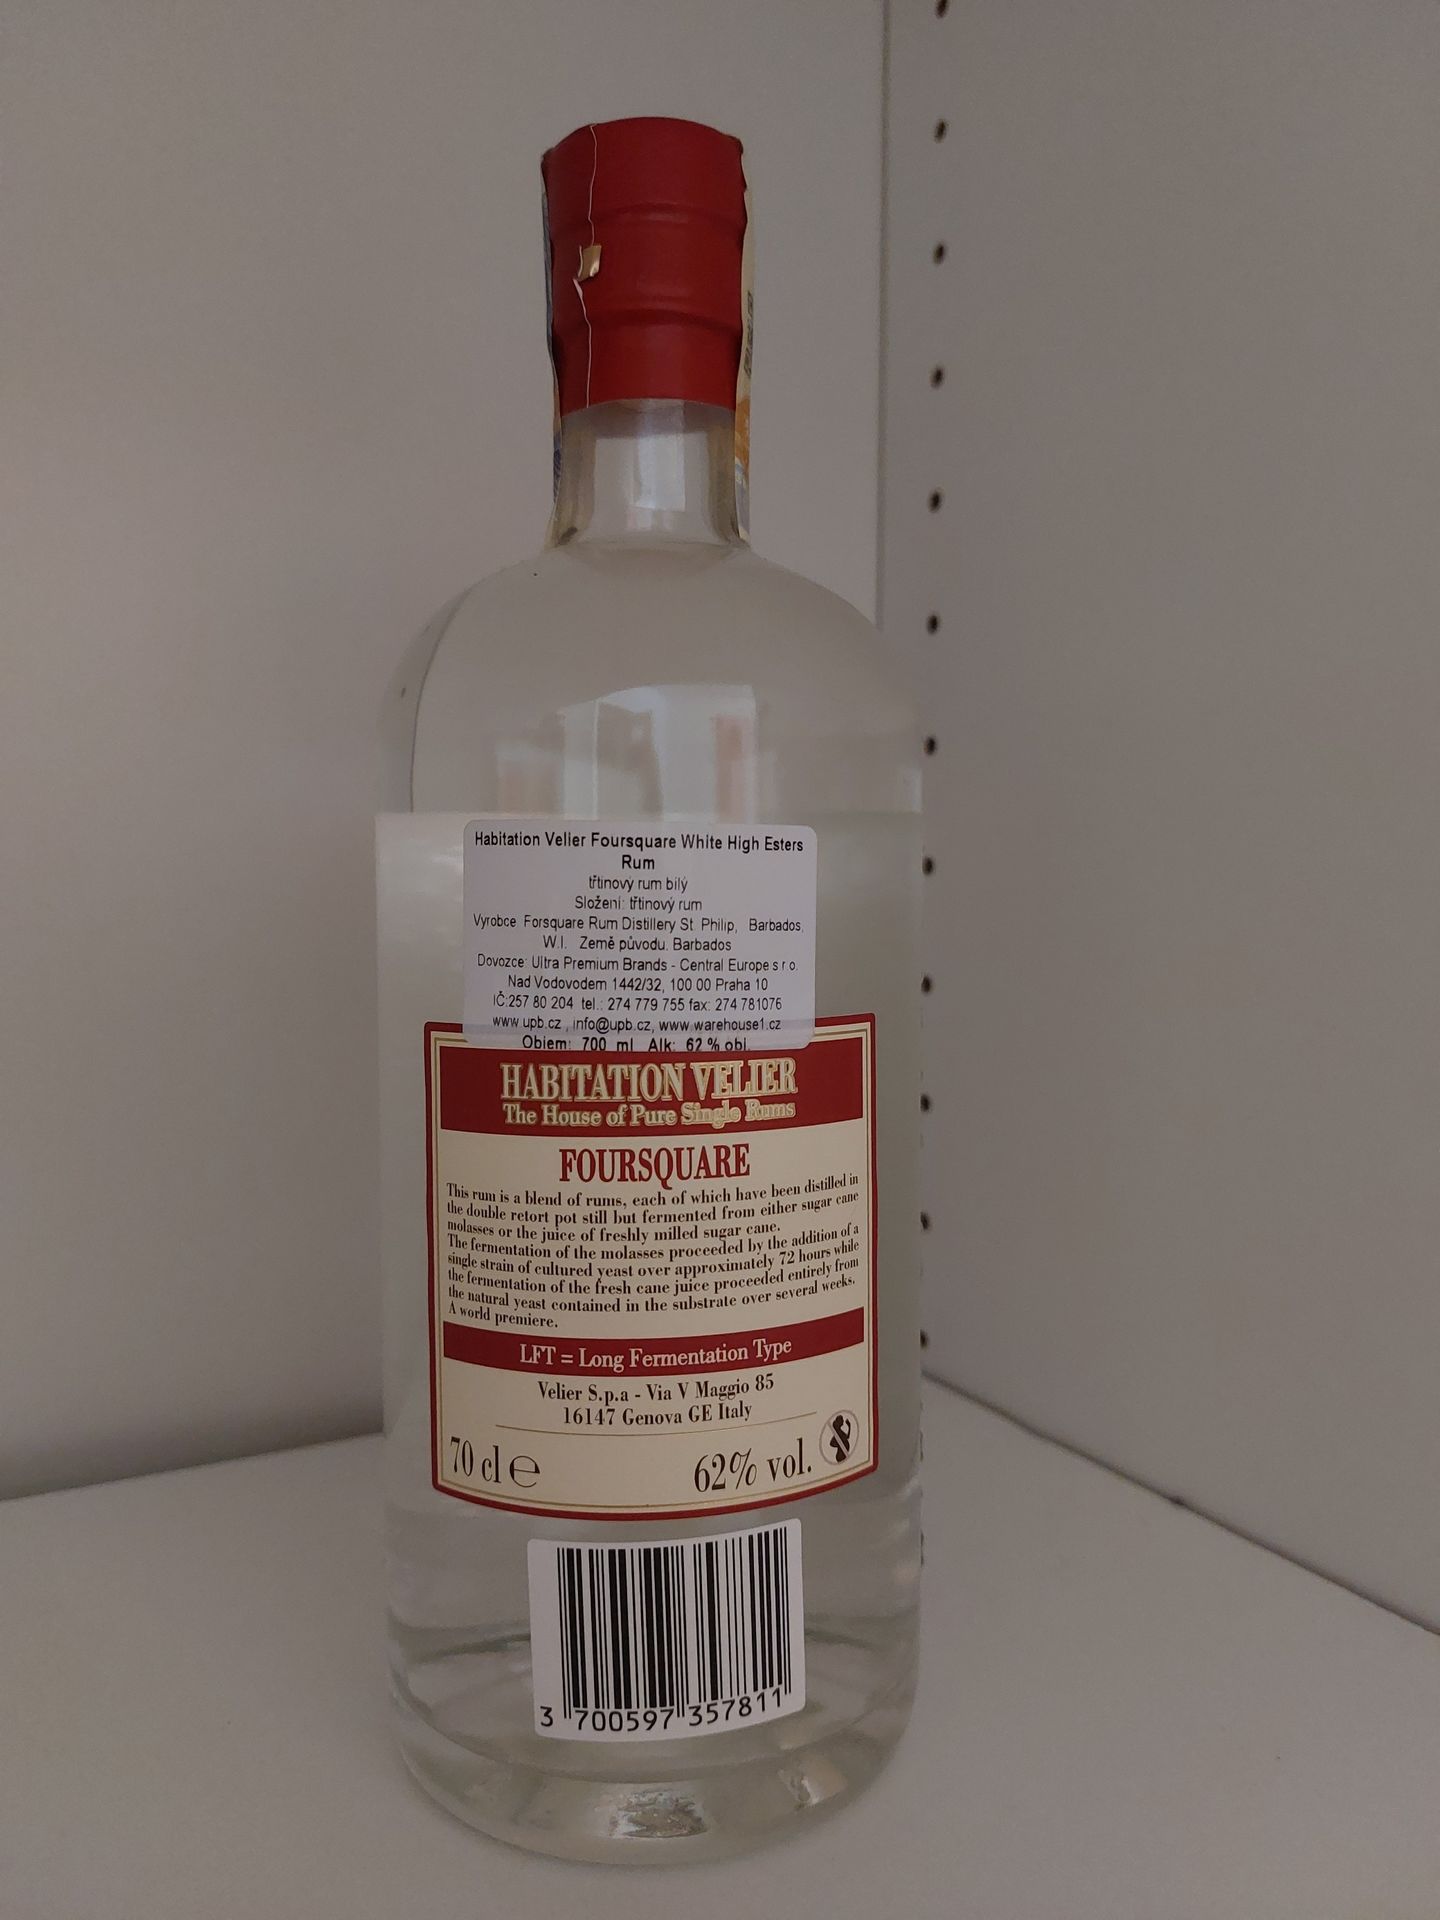 Habitation Velier Foursquare White High Esters
Rum
třtinový rum bílý
Složení: třtinový rum
Vyrobce Forsquare Rum Distillery St. Philip, Barbados,
W.I. Země původu. Barbados
Dovozce: Ultra Premium Brands - Central Europe s r o.
Nad Vodovodem 1442/32, 100 00 Praha 10
IČ:257 80 204 tel.: 274 779 755 fax: 274 781076
www.upb.cz , info@upb.cz, www.warehouse1.cz
Objem: 700 ml Alk: 62 % obj.
HABITATION VELIER
The House of Pure Single Rums
FOURSQUARE
This rum is a blend of rums, each of which have been distilled in
the double retort pot still but fermented from either sugar cane
molasses or the juice of freshly milled sugar cane.
The fermentation of the molasses proceeded by the addition of a
single strain of cultured yeast over approximately 72 hours while
the fermentation of the fresh cane juice proceeded entirely from
the natural yeast contained in the substrate over several weeks.
A world premiere.
LFT = Long Fermentation Type
Velier S.p.a - Via V Maggio 85
16147 Genova GE Italy
70 cl ℮ 62% vol.
3 700597 357811